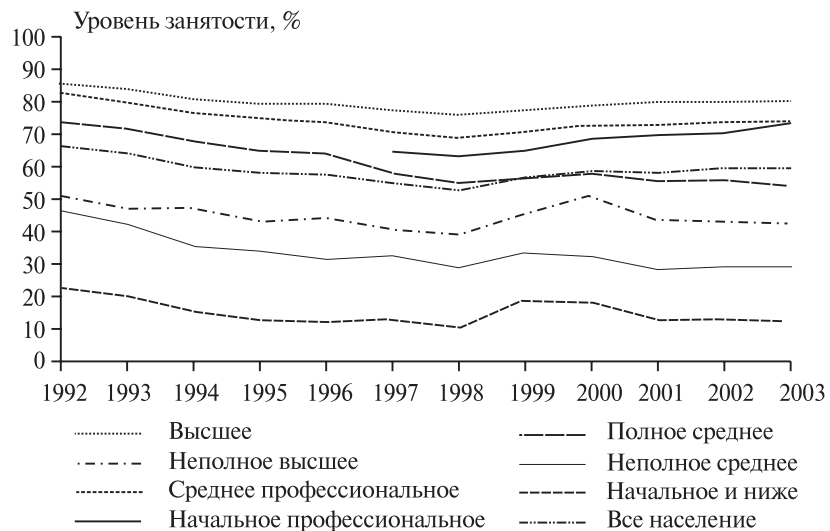 Уровень занятости, %
100
90
80
70
60
50
40
30
20
10
0
1992 1993 1994 1995 1996 1997 1998 1999 2000 2001 2002 2003
Высшее
Неполное высшее
Среднее профессиональное
Начальное профессиональное
Полное среднее
Неполное среднее
Начальное и ниже
Все население